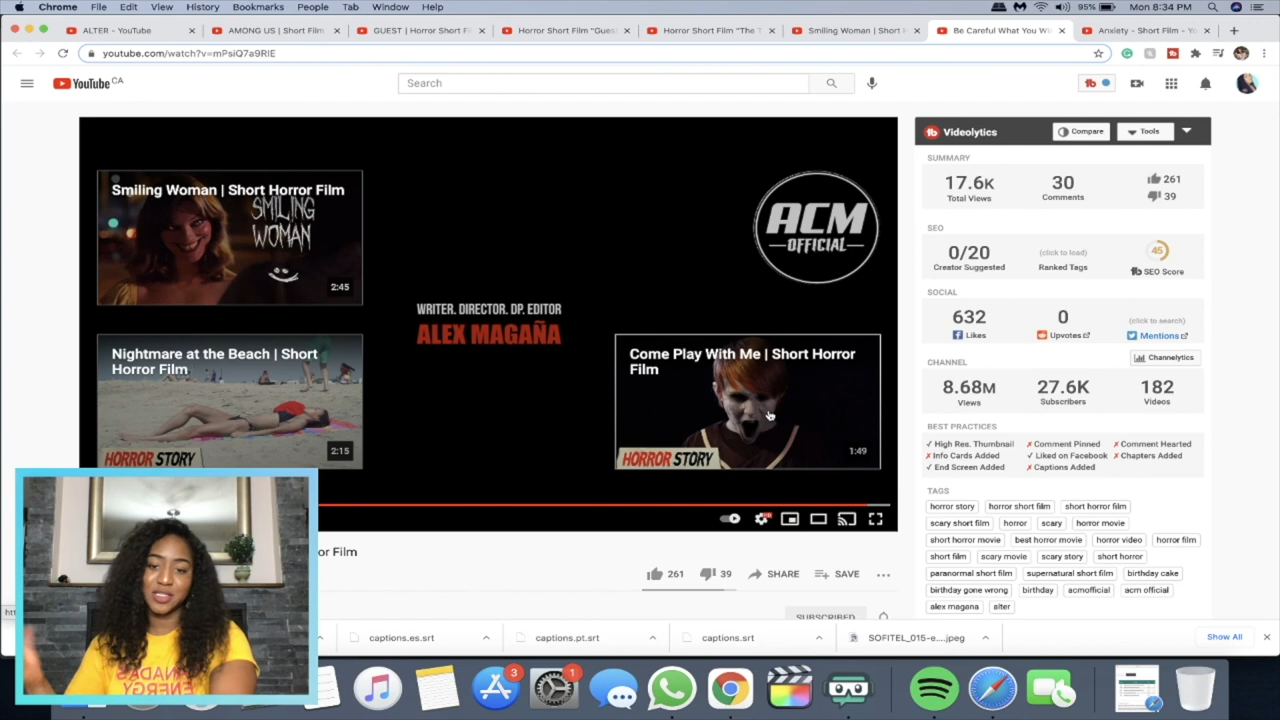 Chrome File Edit View History Bookmarks People Tab Window Help
95% Mon 8:34 PM
ALTER - YouTube
AMONG US | Short Film
GUEST | Horror Short Fi
Horror Short Film "Gues
Horror Short Film "The T
Smiling Woman | Short H
Be Careful What You Wi
Anxiety - Short Film - Yo
youtube.com/watch?v=mPsiQ7a9RIE
YouTube CA
Search
Smiling Woman | Short Horror Film
SMILING
WOMAN
2:45
ACM
OFFICIAL
WRITER. DIRECTOR. DP. EDITOR
ALEX MAGAÑA
Nightmare at the Beach | Short
Horror Film
HORROR STORY
2:15
Come Play With Me | Short Horror
Film
HORROR STORY
1:49
or Film
261 39 SHARE SAVE
SUBSCRIBED
Videolytics Compare Tools
SUMMARY
17.6K
Total Views
30
Comments
261
39
SEO
0/20
Creator Suggested
(click to load)
Ranked Tags
45
SEO Score
SOCIAL
632
Likes
0
Upvotes
(click to search)
Mentions
CHANNEL
Channelytics
8.68M
Views
27.6K
Subscribers
182
Videos
BEST PRACTICES
✓ High Res. Thumbnail ✗ Comment Pinned ✗ Comment Hearted
✗ Info Cards Added ✓ Liked on Facebook ✗ Chapters Added
✓ End Screen Added ✗ Captions Added
TAGS
horror story horror short film short horror film
scary short film horror scary horror movie
short horror movie best horror movie horror video horror film
short film scary movie scary story short horror
paranormal short film supernatural short film birthday cake
birthday gone wrong birthday acmofficial acm official
alex magana alter
captions.es.srt
captions.pt.srt
captions.srt
SOFITEL_015-e....jpeg
Show All
NADAS
ENERGY
3
1